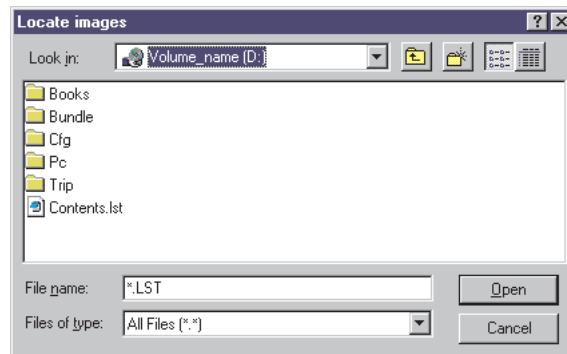 Locate images
Look in: Volume_name (D:)
Books
Bundle
Cfg
Pc
Trip
Contents.lst
File name: *.LST Open
Files of type: All Files (*.*) Cancel